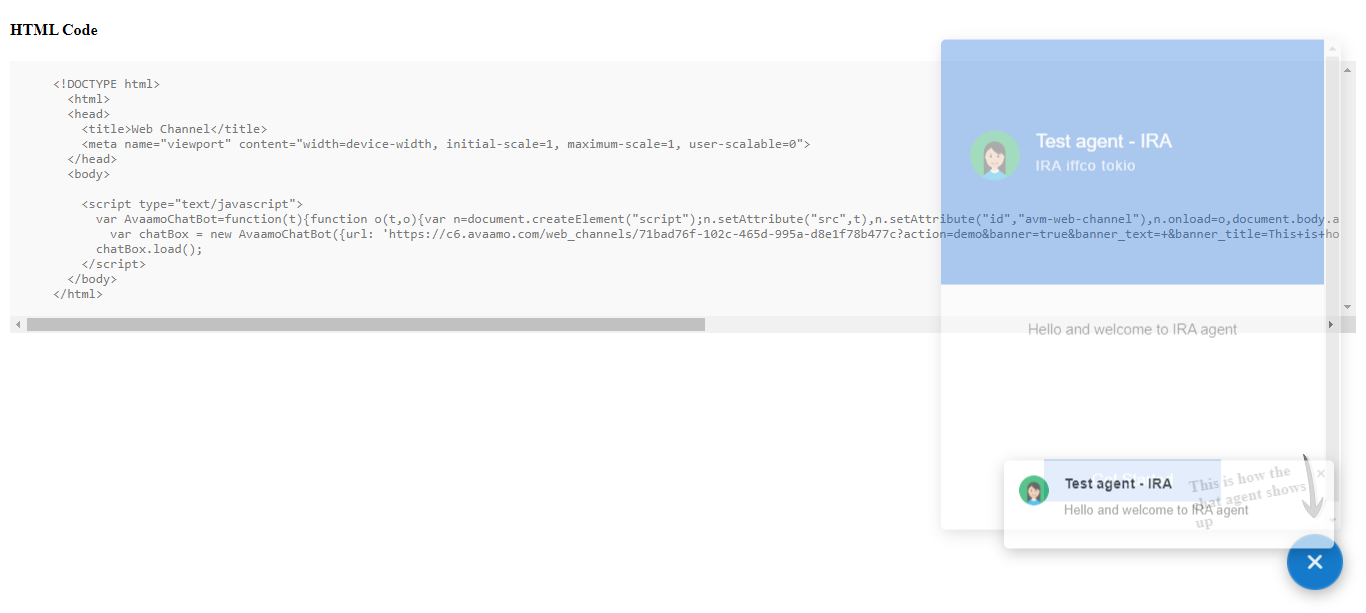 HTML Code
<!DOCTYPE html>
<html>
<head>
<title>Web Channel</title>
<meta name="viewport" content="width=device-width, initial-scale=1, maximum-scale=1, user-scalable=0">
</head>
<body>
<script type="text/javascript">
var AvaamoChatBot=function(t){function o(t,o){var n=document.createElement("script");n.setAttribute("src",t),n.setAttribute("id","avm-web-channel"),n.onload=o,document.body.a
var chatBox = new AvaamoChatBot({url: 'https://c6.avaamo.com/web_channels/71bad76f-102c-465d-995a-d8e1f78b477c?action=demo&banner=true&banner_text=+&banner_title=This+is+ho
chatBox.load();
</script>
</body>
</html>
Test agent - IRA
IRA iffco tokio
Hello and welcome to IRA agent
Get Started
Test agent - IRA
Hello and welcome to IRA agent
This is how the
chat agent shows
up